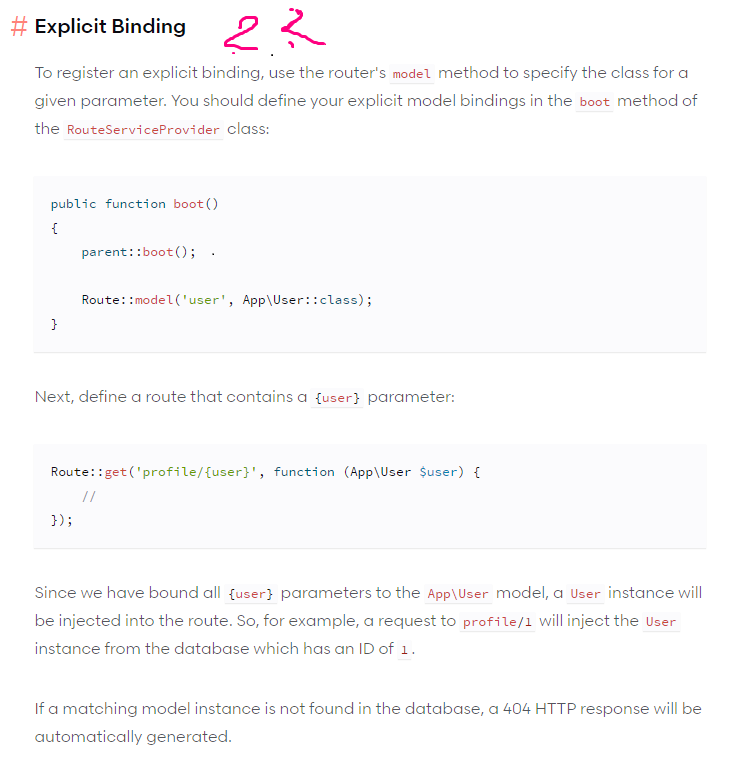 # Explicit Binding 2 2
To register an explicit binding, use the router's model method to specify the class for a
given parameter. You should define your explicit model bindings in the boot method of
the RouteServiceProvider class:
public function boot()
{
    parent::boot();
    Route::model('user', App\User::class);
}
Next, define a route that contains a {user} parameter:
Route::get('profile/{user}', function (App\User $user) {
    //
});
Since we have bound all {user} parameters to the App\User model, a User instance will
be injected into the route. So, for example, a request to profile/1 will inject the User
instance from the database which has an ID of 1.
If a matching model instance is not found in the database, a 404 HTTP response will be
automatically generated.